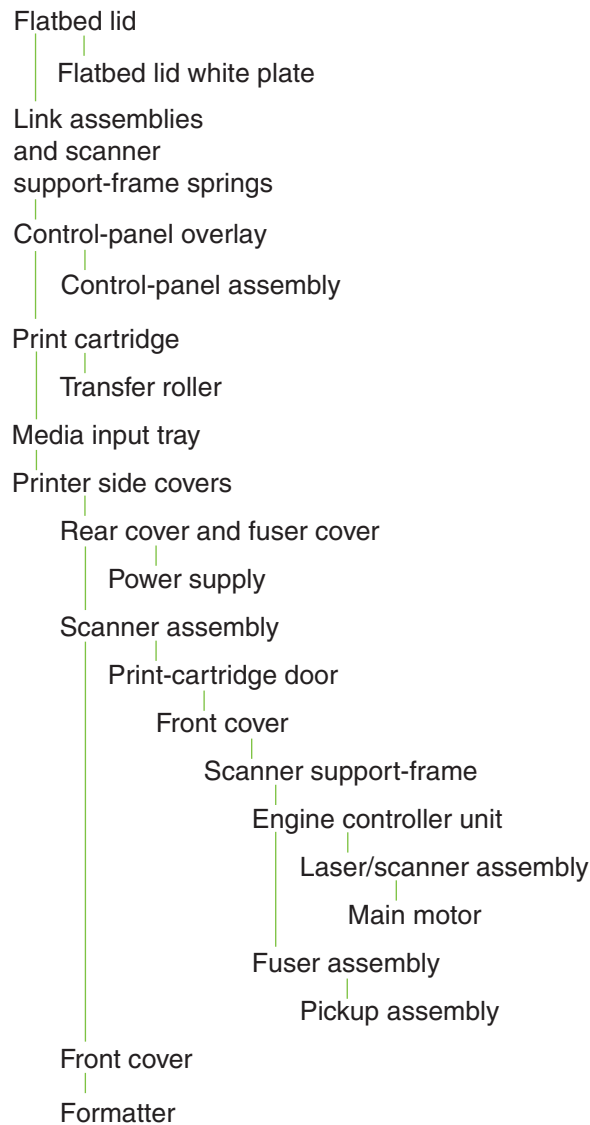 Flatbed lid
Flatbed lid white plate
Link assemblies
and scanner
support-frame springs
Control-panel overlay
Control-panel assembly
Print cartridge
Transfer roller
Media input tray
Printer side covers
Rear cover and fuser cover
Power supply
Scanner assembly
Print-cartridge door
Front cover
Scanner support-frame
Engine controller unit
Laser/scanner assembly
Main motor
Fuser assembly
Pickup assembly
Front cover
Formatter